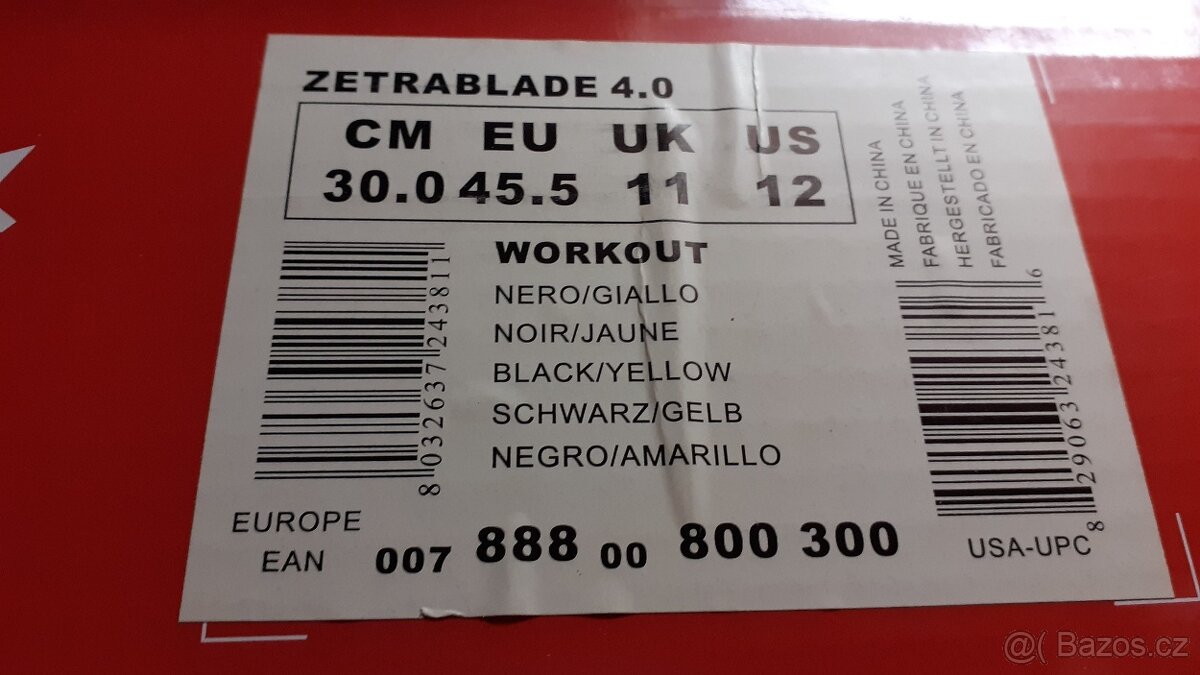 ZETRABLADE 4.0
CM EU UK US
30.0 45.5 11 12
WORKOUT
NERO/GIALLO
NOIR/JAUNE
BLACK/YELLOW
SCHWARZ/GELB
NEGRO/AMARILLO
MADE IN CHINA
FABRIQUE EN CHINA
HERGESTELLT IN CHINA
FABRICADO EN CHINA
8 032637 243811
EUROPE
EAN
007 888 00 800 300
8 29063 24381 6
USA-UPC
@( Bazos.cz